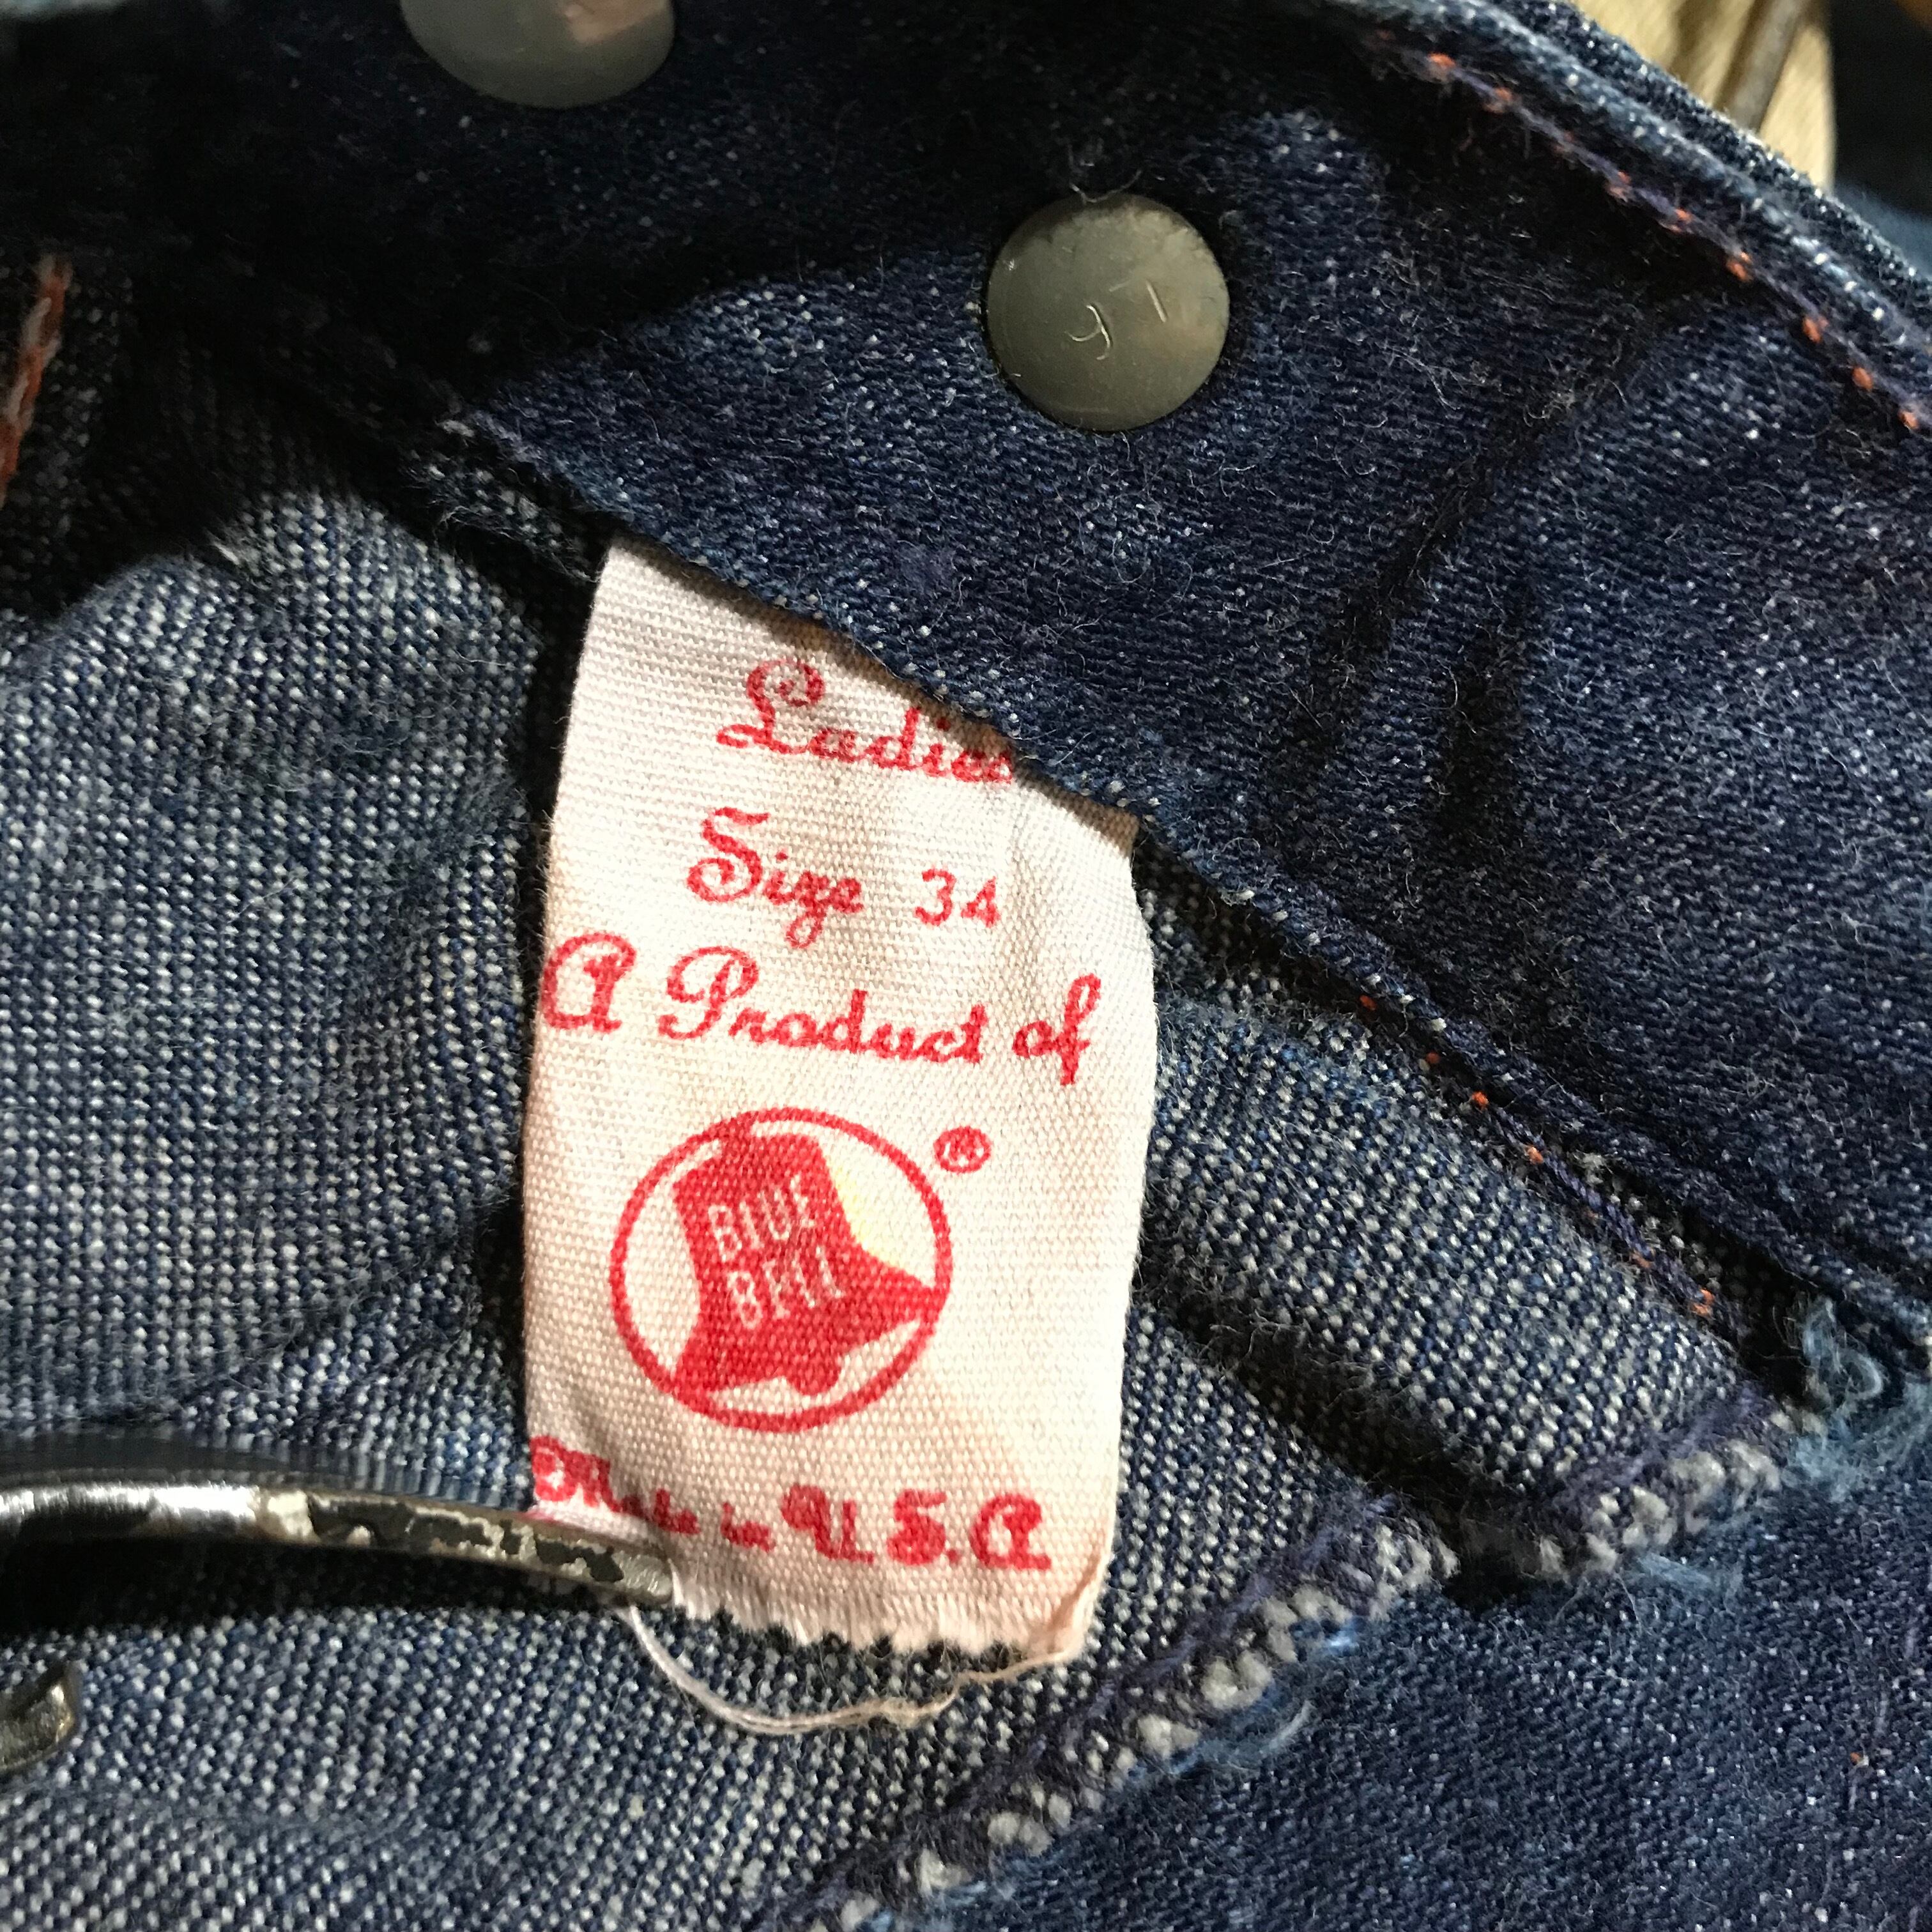 Ladies
Size 34
A Product of
®
BLUE
BELL
Made in U.S.A